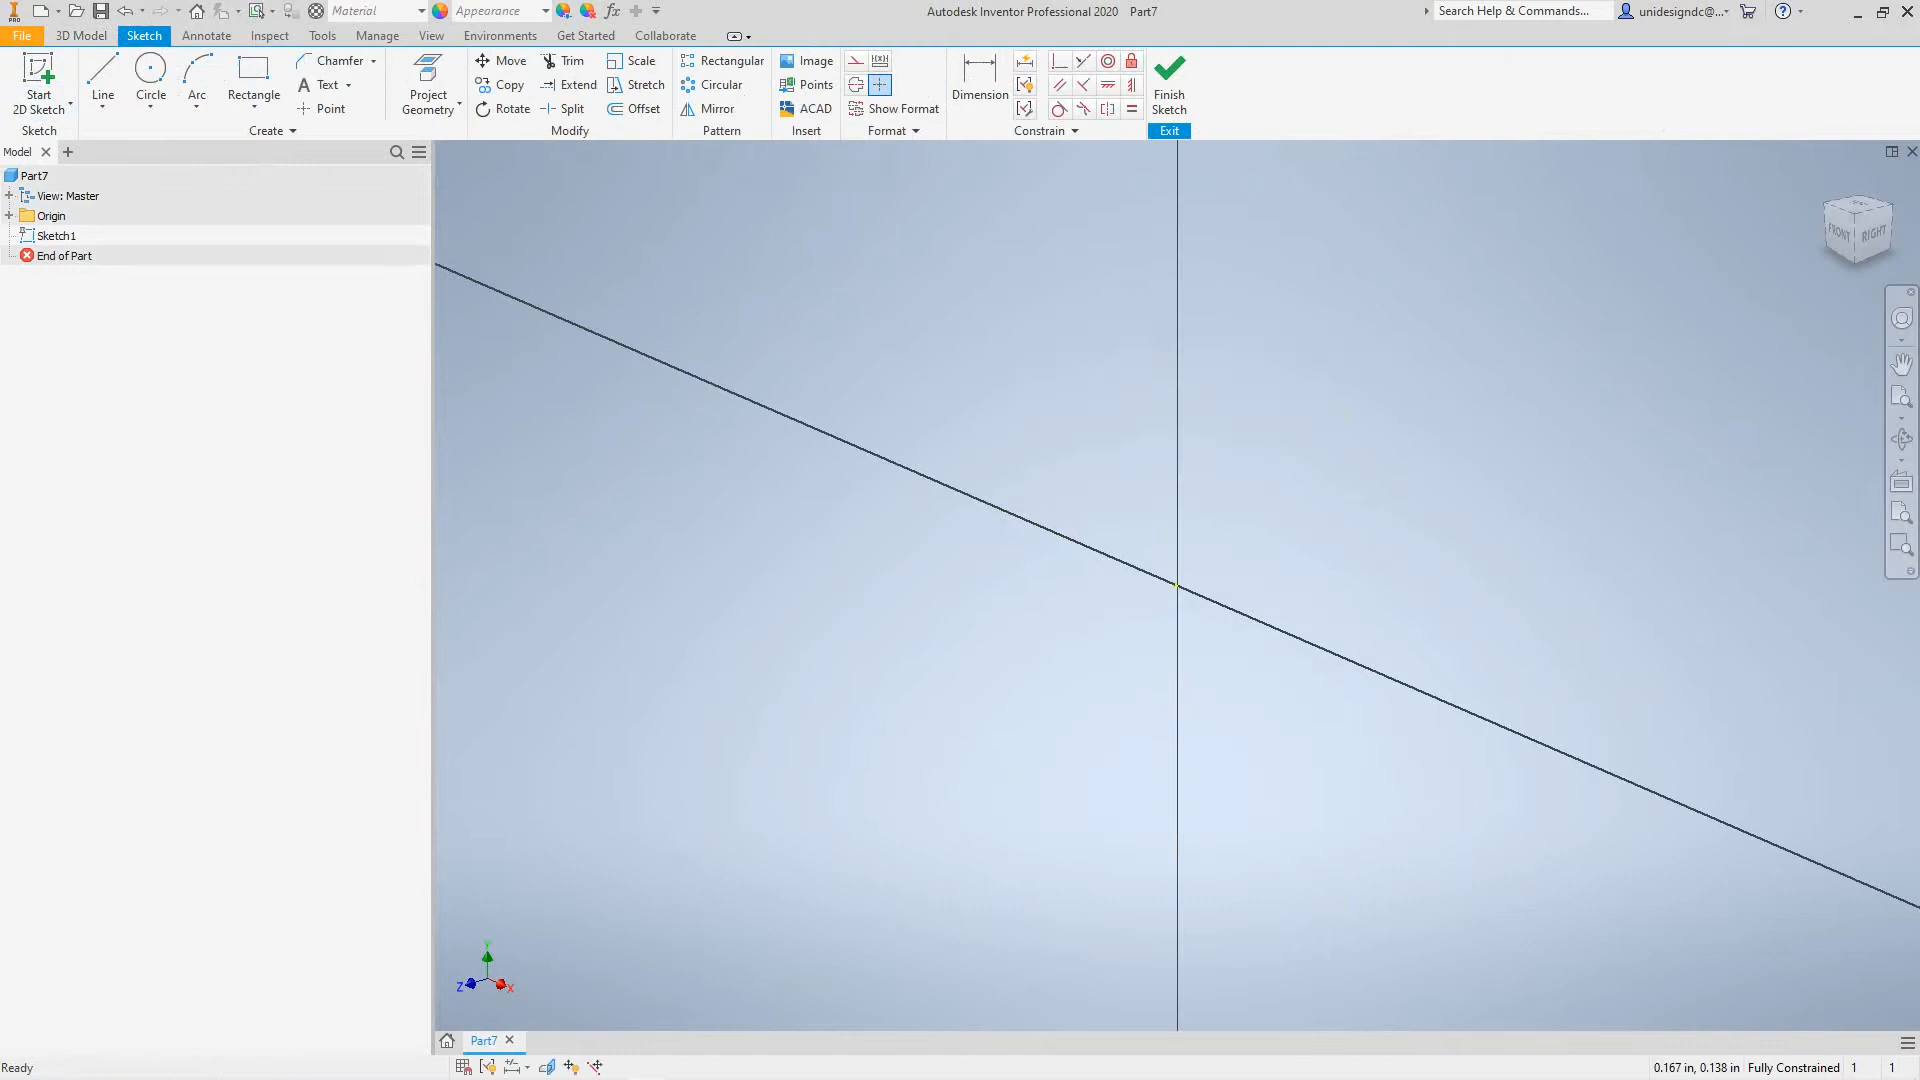 Material
Appearance
Autodesk Inventor Professional 2020 Part7
Search Help & Commands...
unidesigndc@...
File 3D Model Sketch Annotate Inspect Tools Manage View Environments Get Started Collaborate
Start
2D Sketch
Line
Circle
Arc
Rectangle
Chamfer
Text
Point
Project
Geometry
Move
Copy
Rotate
Trim
Extend
Split
Scale
Stretch
Offset
Rectangular
Circular
Mirror
Image
Points
ACAD
Show Format
Dimension
Finish
Sketch
Sketch
Create
Modify
Pattern
Insert
Format
Constrain
Exit
Model
Part7
View: Master
Origin
Sketch1
End of Part
FRONT
RIGHT
Y
Z
X
Part7
Ready
0.167 in, 0.138 in Fully Constrained 1 1